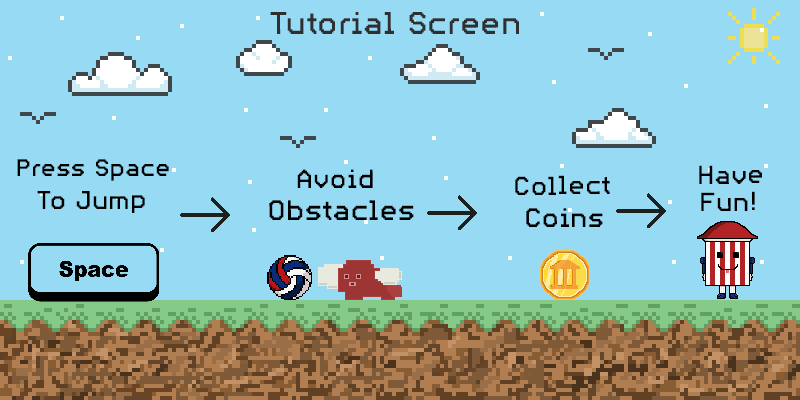 Tutorial Screen
Press Space
To Jump
Space
Avoid
Obstacles
Collect
Coins
Have
Fun!